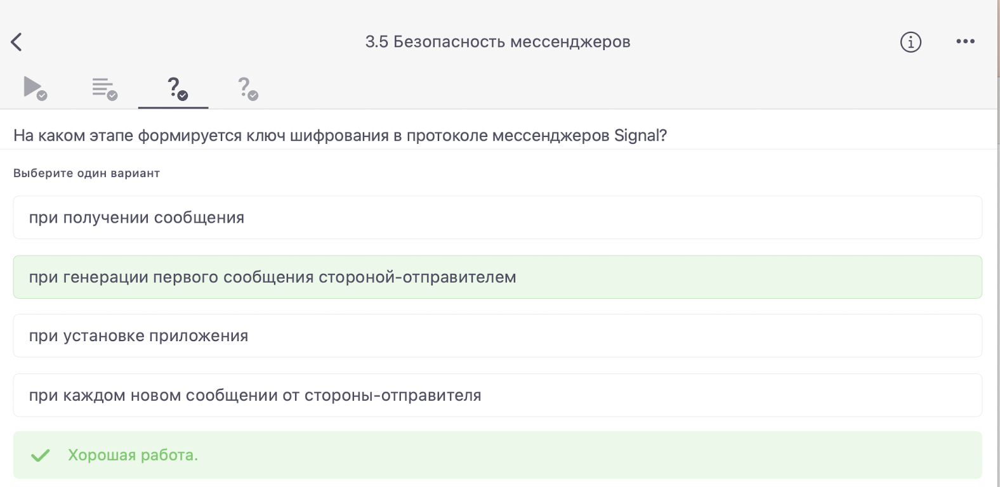 3.5 Безопасность мессенджеров
На каком этапе формируется ключ шифрования в протоколе мессенджеров Signal?
Выберите один вариант
при получении сообщения
при генерации первого сообщения стороной-отправителем
при установке приложения
при каждом новом сообщении от стороны-отправителя
Хорошая работа.